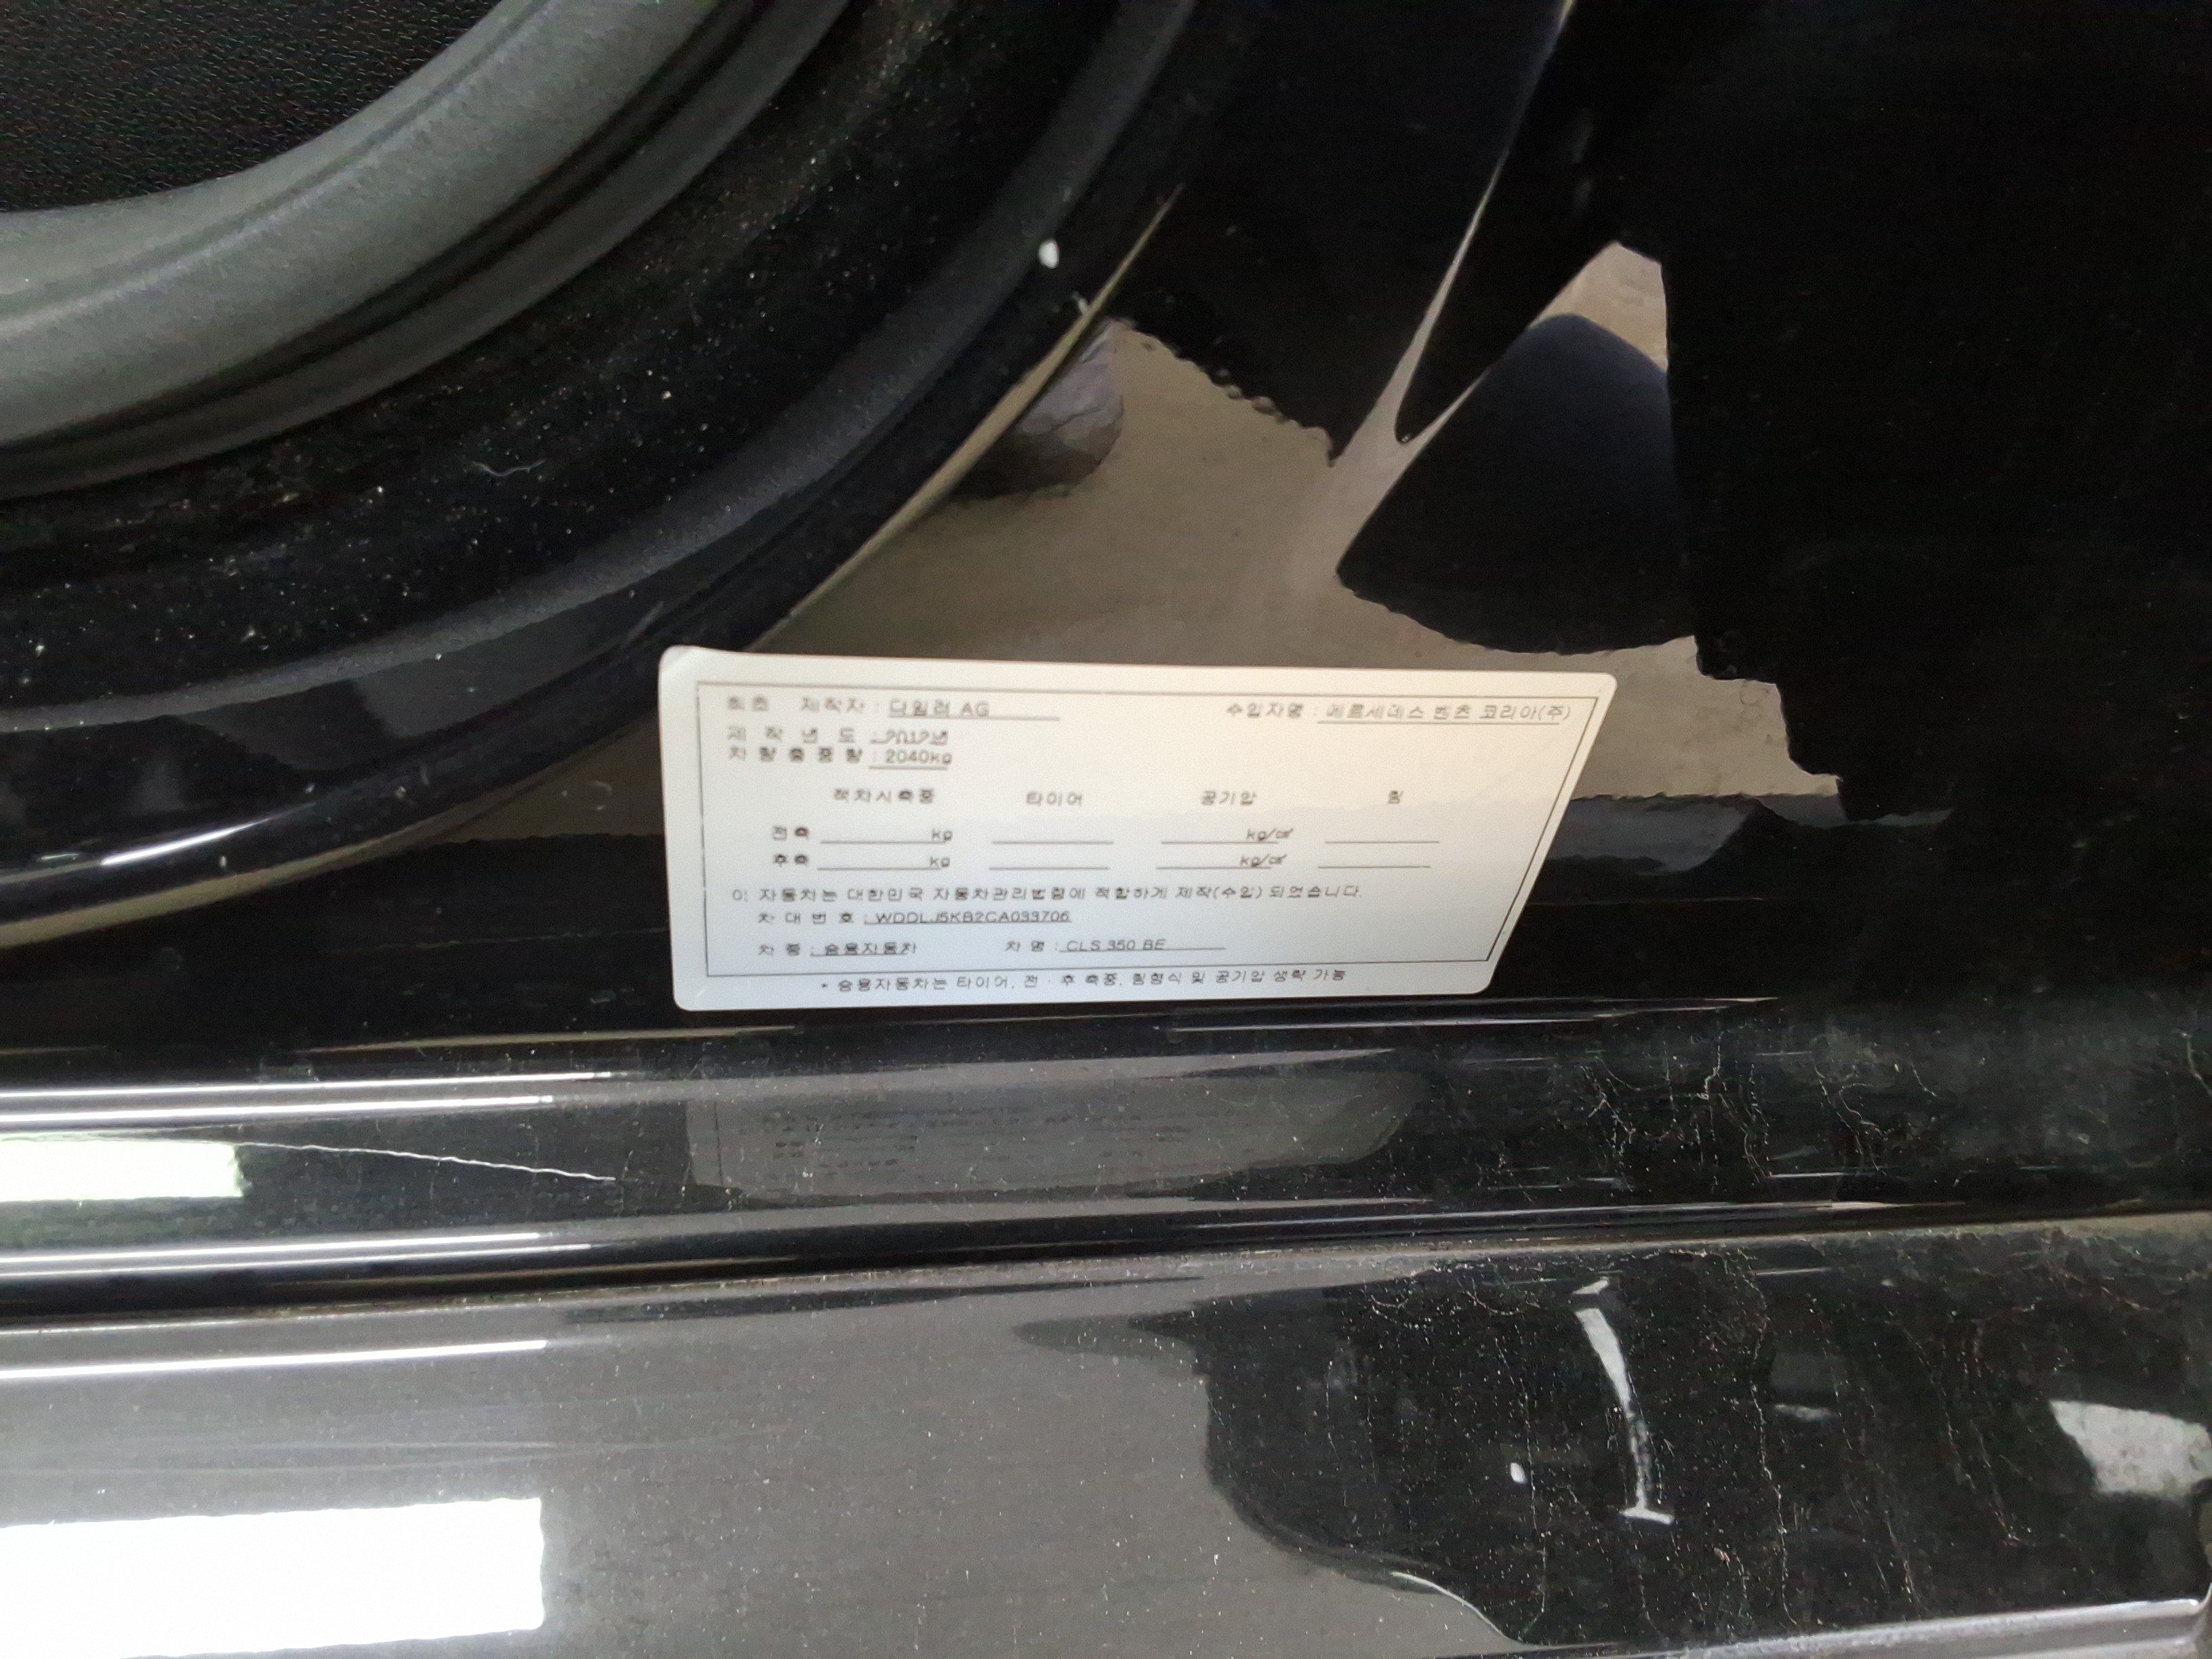 최초 제작자 : 다임러 AG 수입자명 : 메르세데스 벤츠 코리아(주)
제 작 년 도 : 2012년
차 량 총 중 량 : 2040kg
적차시축중 타이어 공기압 림
전축 kg kg/㎠
후축 kg kg/㎠
이 자동차는 대한민국 자동차관리법령에 적합하게 제작(수입) 되었습니다.
차 대 번 호 : WDDLJ5KB2CA033706
차 종 : 승용자동차 차 명 : CLS 350 BE
* 승용자동차는 타이어, 전 · 후 축중, 림형식 및 공기압 생략 가능